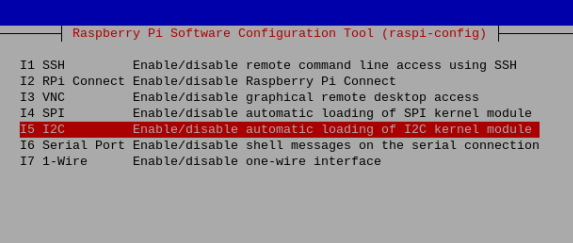 Raspberry Pi Software Configuration Tool (raspi-config)
I1 SSH Enable/disable remote command line access using SSH
I2 RPi Connect Enable/disable Raspberry Pi Connect
I3 VNC Enable/disable graphical remote desktop access
I4 SPI Enable/disable automatic loading of SPI kernel module
I5 I2C Enable/disable automatic loading of I2C kernel module
I6 Serial Port Enable/disable shell messages on the serial connection
I7 1-Wire Enable/disable one-wire interface